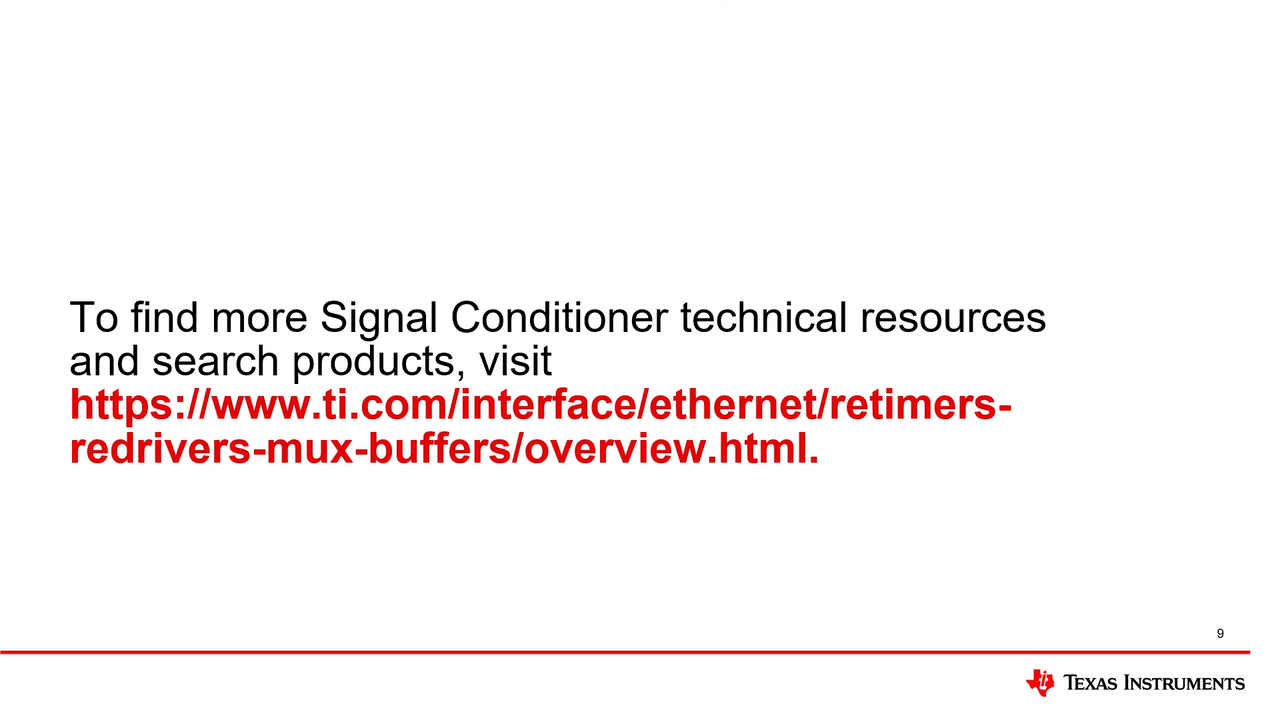 To find more Signal Conditioner technical resources
and search products, visit
https://www.ti.com/interface/ethernet/retimers-
redrivers-mux-buffers/overview.html.
9
TEXAS INSTRUMENTS